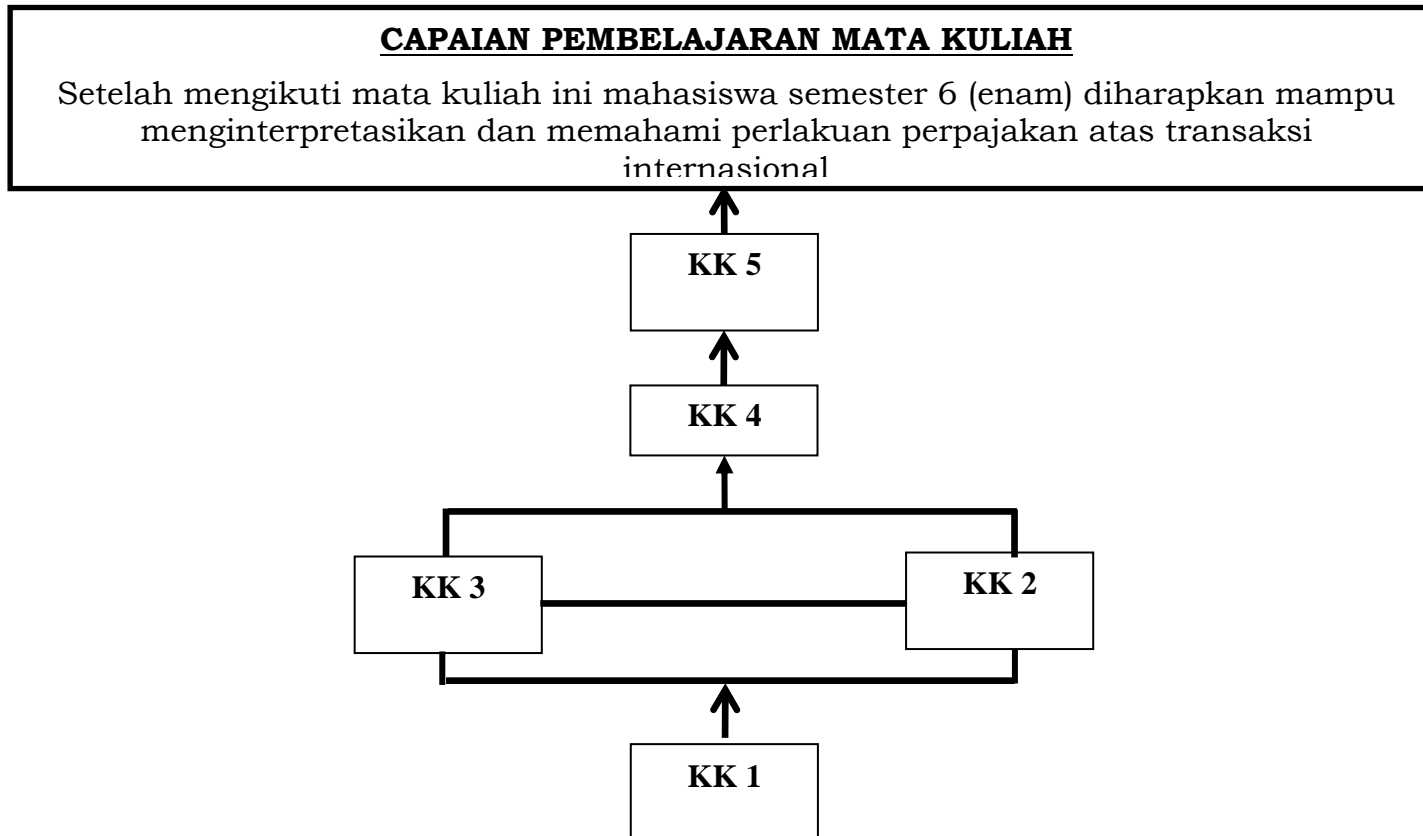 CAPAIAN PEMBELAJARAN MATA KULIAH
Setelah mengikuti mata kuliah ini mahasiswa semester 6 (enam) diharapkan mampu
menginterpretasikan dan memahami perlakuan perpajakan atas transaksi
internasional
KK 5
KK 4
KK 3
KK 2
KK 1